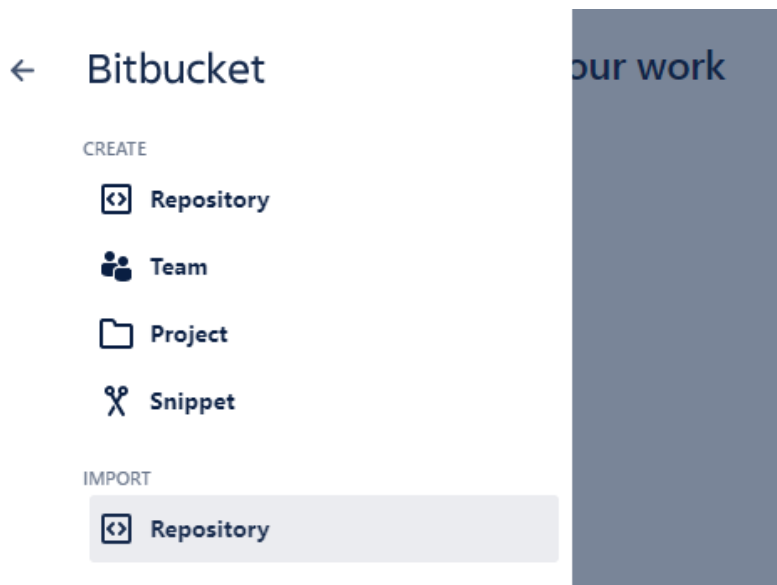 Bitbucket
our work
CREATE
Repository
Team
Project
Snippet
IMPORT
Repository